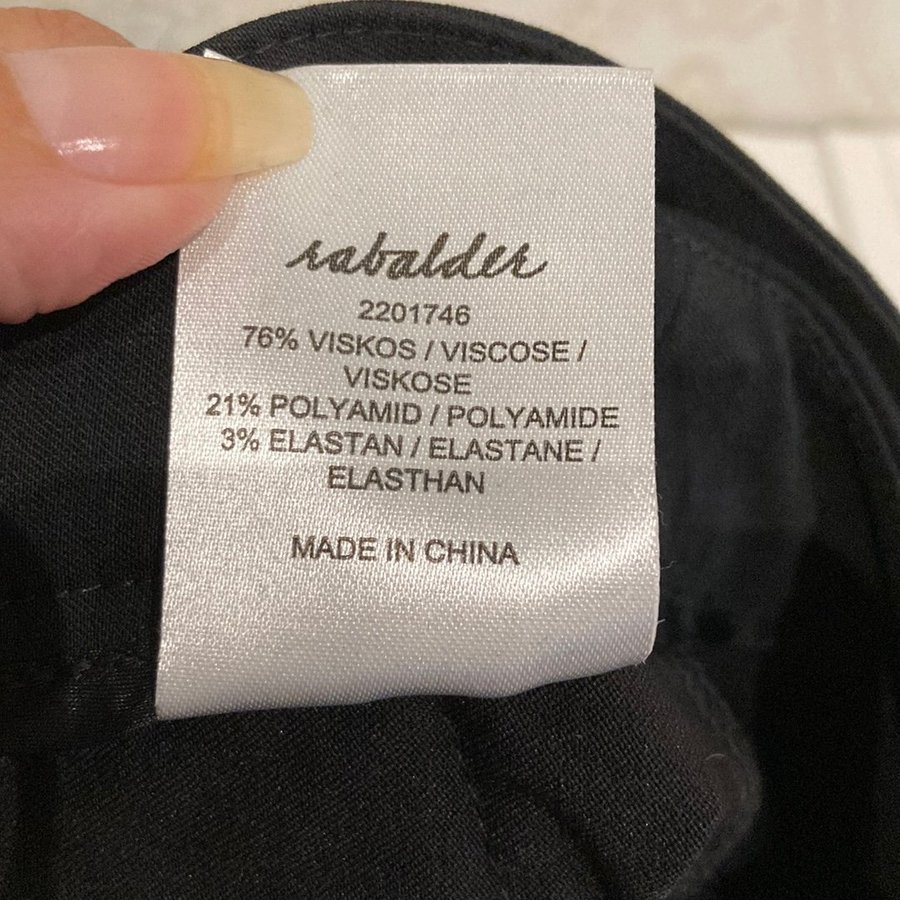 rabalder
2201746
76% VISKOS / VISCOSE /
VISKOSE
21% POLYAMID / POLYAMIDE
3% ELASTAN / ELASTANE /
ELASTHAN
MADE IN CHINA